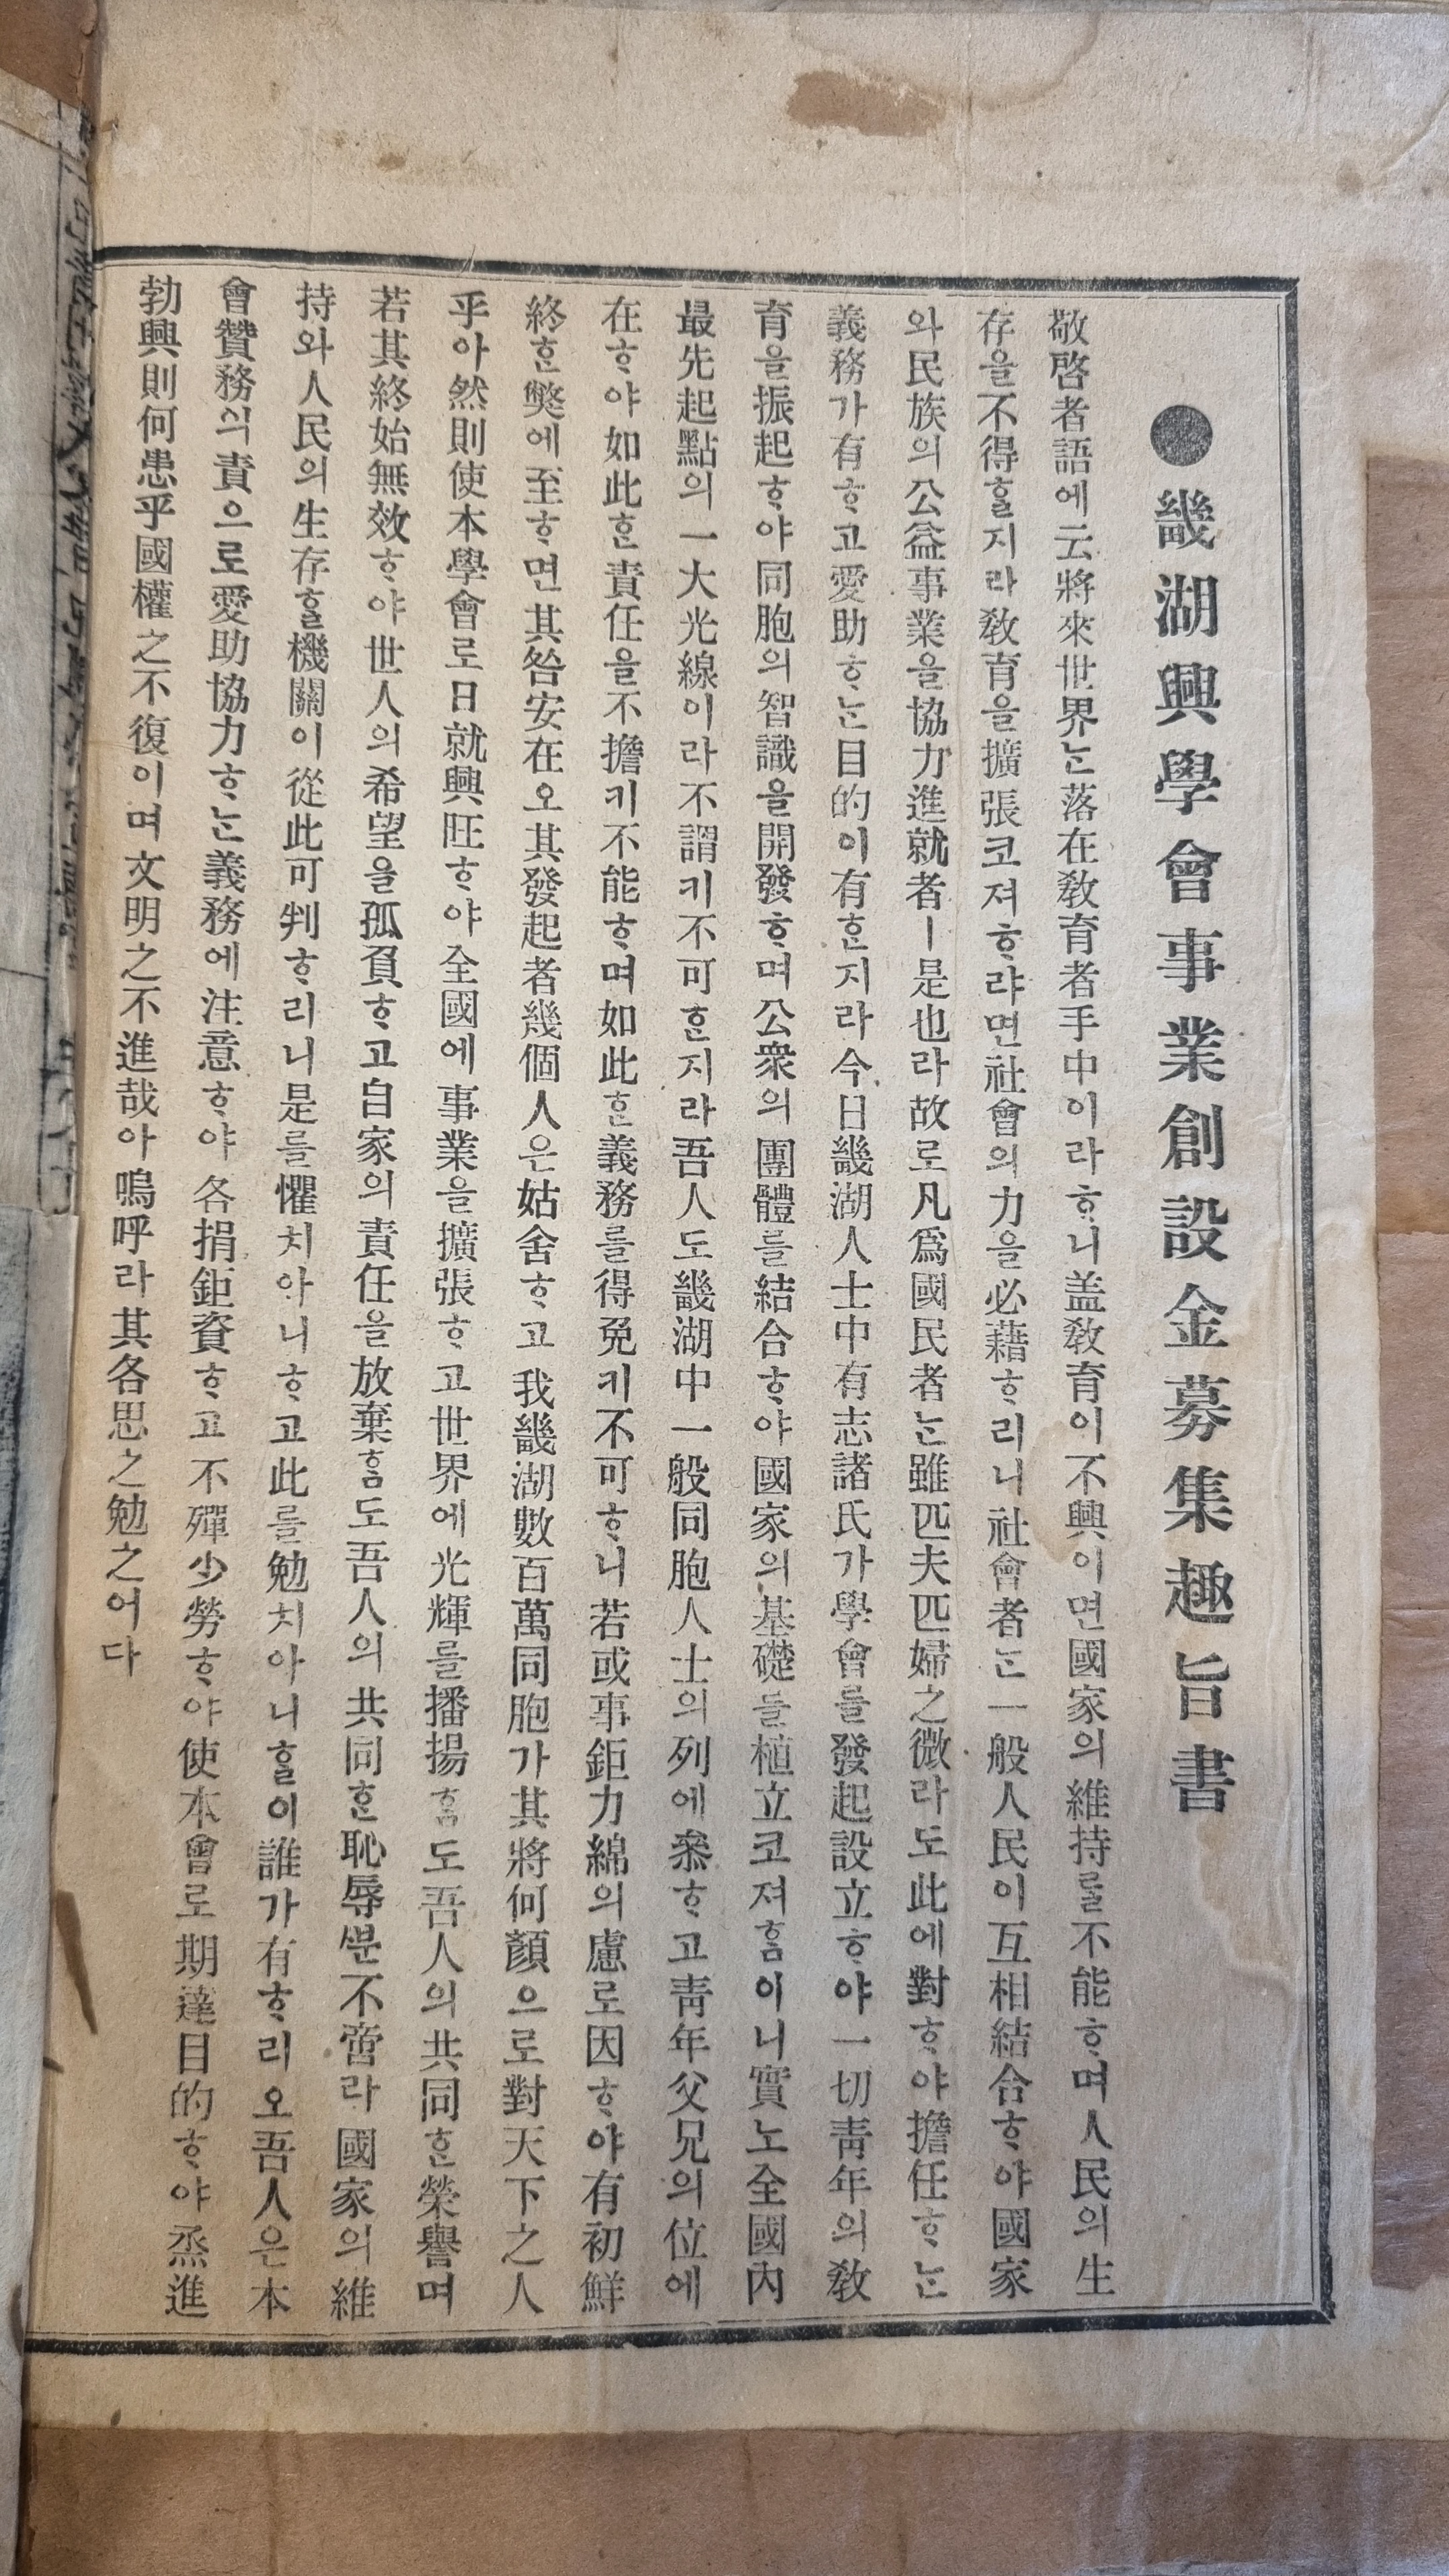 ●畿湖興學會事業創設金募集趣旨書
敬啓者語에云將來世界ᄂᆞᆫ落在敎育者手中이라ᄒᆞ니盖敎育이不興이면國家의維持를不能ᄒᆞ며人民의生
存을不得ᄒᆞᆯ지라敎育을擴張코져ᄒᆞ랴면社會의力을必藉ᄒᆞ리니社會者ᄂᆞᆫ一般人民이互相結合ᄒᆞ야國家
와民族의公益事業을協力進就者ㅣ是也라故로凡爲國民者ᄂᆞᆫ雖匹夫匹婦之微라도此에對ᄒᆞ야擔任ᄒᆞᄂᆞᆫ
義務가有ᄒᆞ고愛助ᄒᆞᄂᆞᆫ目的이有ᄒᆞᆫ지라今日畿湖人士中有志諸氏가學會를發起設立ᄒᆞ야一切靑年의敎
育을振起ᄒᆞ야同胞의智識을開發ᄒᆞ며公衆의團體를結合ᄒᆞ야國家의基礎를植立코져ᄒᆞᆷ이니實노全國內
最先起點의一大光線이라不謂키不可ᄒᆞᆫ지라吾人도畿湖中一般同胞人士의列에叅ᄒᆞ고靑年父兄의位에
在ᄒᆞ야如此ᄒᆞᆫ責任을不擔키不能ᄒᆞ며如此ᄒᆞᆫ義務를得免키不可ᄒᆞ니若或事鉅力綿의慮로因ᄒᆞ야有初鮮
終ᄒᆞᆫ獘에至ᄒᆞ면其咎安在오其發起者幾個人은姑舍ᄒᆞ고我畿湖數百萬同胞가其將何顏으로對天下之人
乎아然則使本學會로日就興旺ᄒᆞ야全國에事業을擴張ᄒᆞ고世界에光輝를播揚ᄒᆞᆷ도吾人의共同ᄒᆞᆫ榮譽며
若其終始無效ᄒᆞ야世人의希望을孤負ᄒᆞ고自家의責任을放棄ᄒᆞᆷ도吾人의共同ᄒᆞᆫ恥辱ᄲᅮᆫ不啻라國家의維
持와人民의生存ᄒᆞᆯ機關이從此可判ᄒᆞ리니是를懼치아니ᄒᆞ고此를勉치아니ᄒᆞᆯ이誰가有ᄒᆞ리오吾人은本
會贊務의責으로愛助協力ᄒᆞᄂᆞᆫ義務에注意ᄒᆞ야各捐鉅資ᄒᆞ고不殫少勞ᄒᆞ야使本會로期達目的ᄒᆞ야烝進
勃興則何患乎國權之不復이며文明之不進哉아嗚呼라其各思之勉之어다